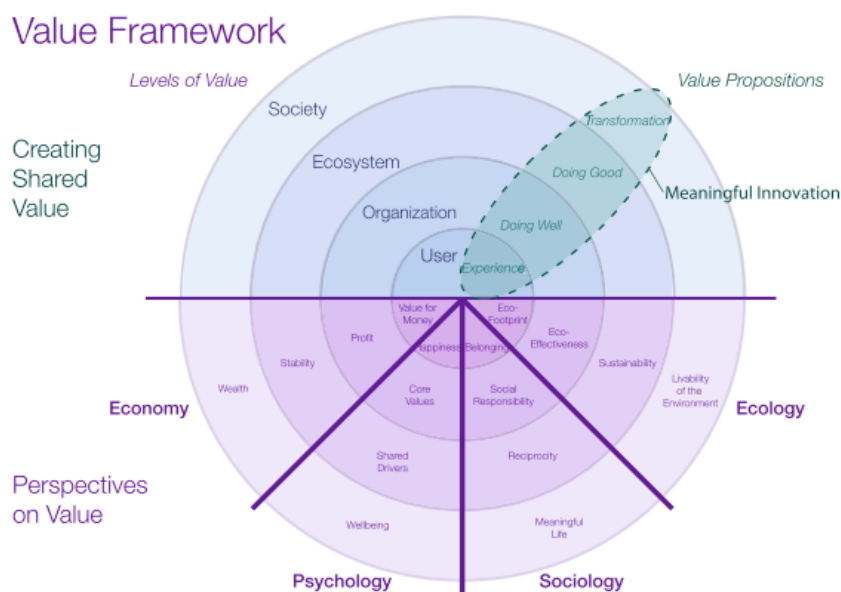 Value Framework
Levels of Value
Value Propositions
Society
Creating
Shared
Value
Transformation
Ecosystem
Doing Good
Meaningful Innovation
Organization
Doing Well
User
Experience
Value for
Money
Eco-
Footprint
Profit
Happiness
Belonging
Eco-
Effectiveness
Stability
Sustainability
Wealth
Core
Values
Social
Responsibility
Livability
of the
Environment
Economy
Ecology
Shared
Drivers
Reciprocity
Perspectives
on Value
Wellbeing
Meaningful
Life
Psychology
Sociology